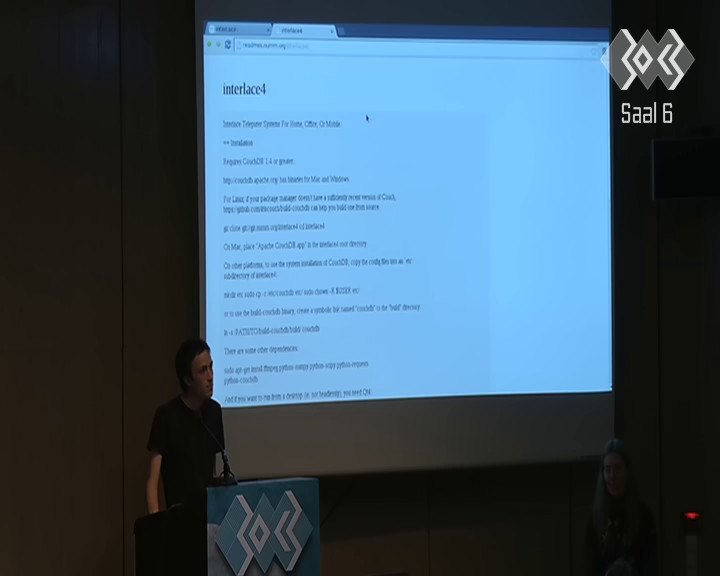 interlace
interlace4
readmes.numm.org
30C3
Saal 6
interlace4
Interlace Teleputer Systems For Home, Office, Or Mobile
== Installation
Requires CouchDB 1.4 or greater.
http://couchdb.apache.org/ has binaries for Mac and Windows.
For Linux, if your package manager doesn't have a sufficiently recent version of Couch,
https://github.com/iriscouch/build-couchdb can help you build one from source.
git clone git://git.numm.org/interlace4 cd interlace4
On Mac, place "Apache CouchDB.app" in the interlace4 root directory.
On other platforms, to use the system installation of CouchDB, copy the config files into an 'etc'
subdirectory of interlace4.
mkdir etc sudo cp -r /etc/couchdb etc/ sudo chown -R $USER etc/
or to use the build-couchdb binary, create a symbolic link named "couchdb" to the "build" directory
ln -s /PATH/TO/build-couchdb/build couchdb
There are some other dependencies:
sudo apt-get install ffmpeg python-numpy python-scipy python-requests
python-couchdb
And if you want to run from a desktop (ie. not headlessly), you need Qt4:
30C3